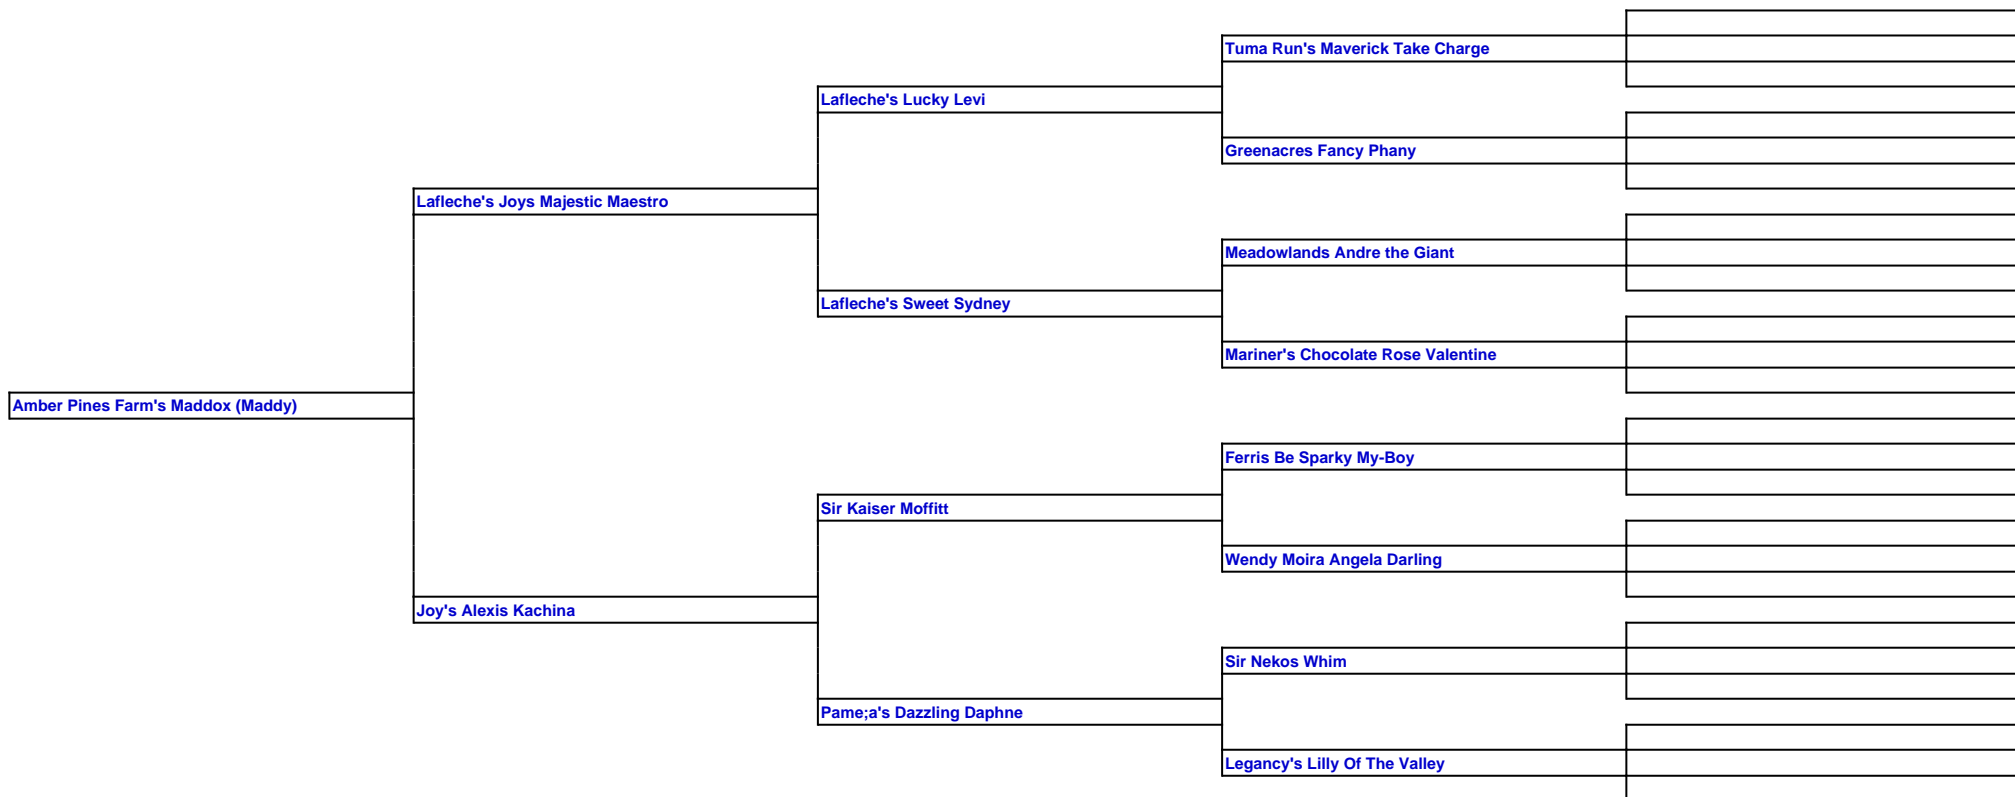 Tuma Run's Maverick Take Charge
Lafleche's Lucky Levi
Greenacres Fancy Phany
Lafleche's Joys Majestic Maestro
Meadowlands Andre the Giant
Lafleche's Sweet Sydney
Mariner's Chocolate Rose Valentine
Amber Pines Farm's Maddox (Maddy)
Ferris Be Sparky My-Boy
Sir Kaiser Moffitt
Wendy Moira Angela Darling
Joy's Alexis Kachina
Sir Nekos Whim
Pame;a's Dazzling Daphne
Legancy's Lilly Of The Valley